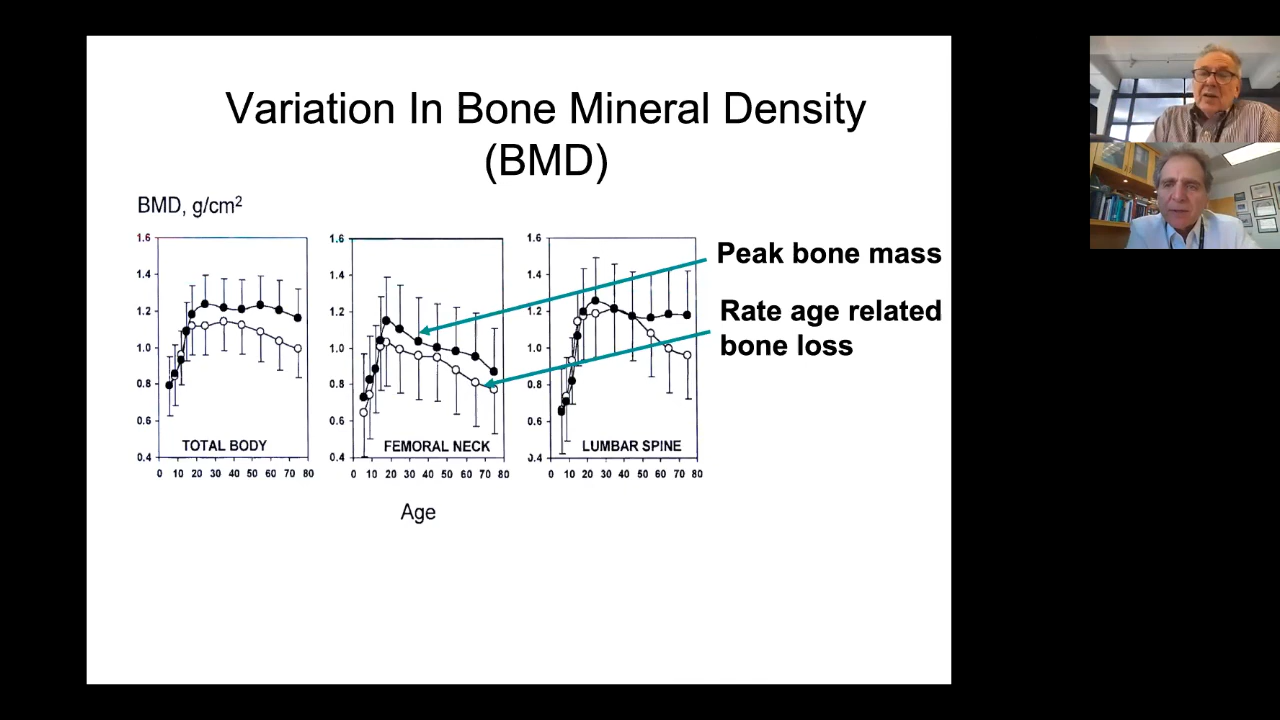 Variation In Bone Mineral Density
(BMD)
BMD, g/cm²
1.6
1.4
1.2
1.0
0.8
0.6
0.4
TOTAL BODY
0 10 20 30 40 50 60 70 80
1.6
1.4
1.2
1.0
0.8
0.6
0.4
FEMORAL NECK
0 10 20 30 40 50 60 70 80
1.6
1.4
1.2
1.0
0.8
0.6
0.4
LUMBAR SPINE
0 10 20 30 40 50 60 70 80
Peak bone mass
Rate age related
bone loss
Age